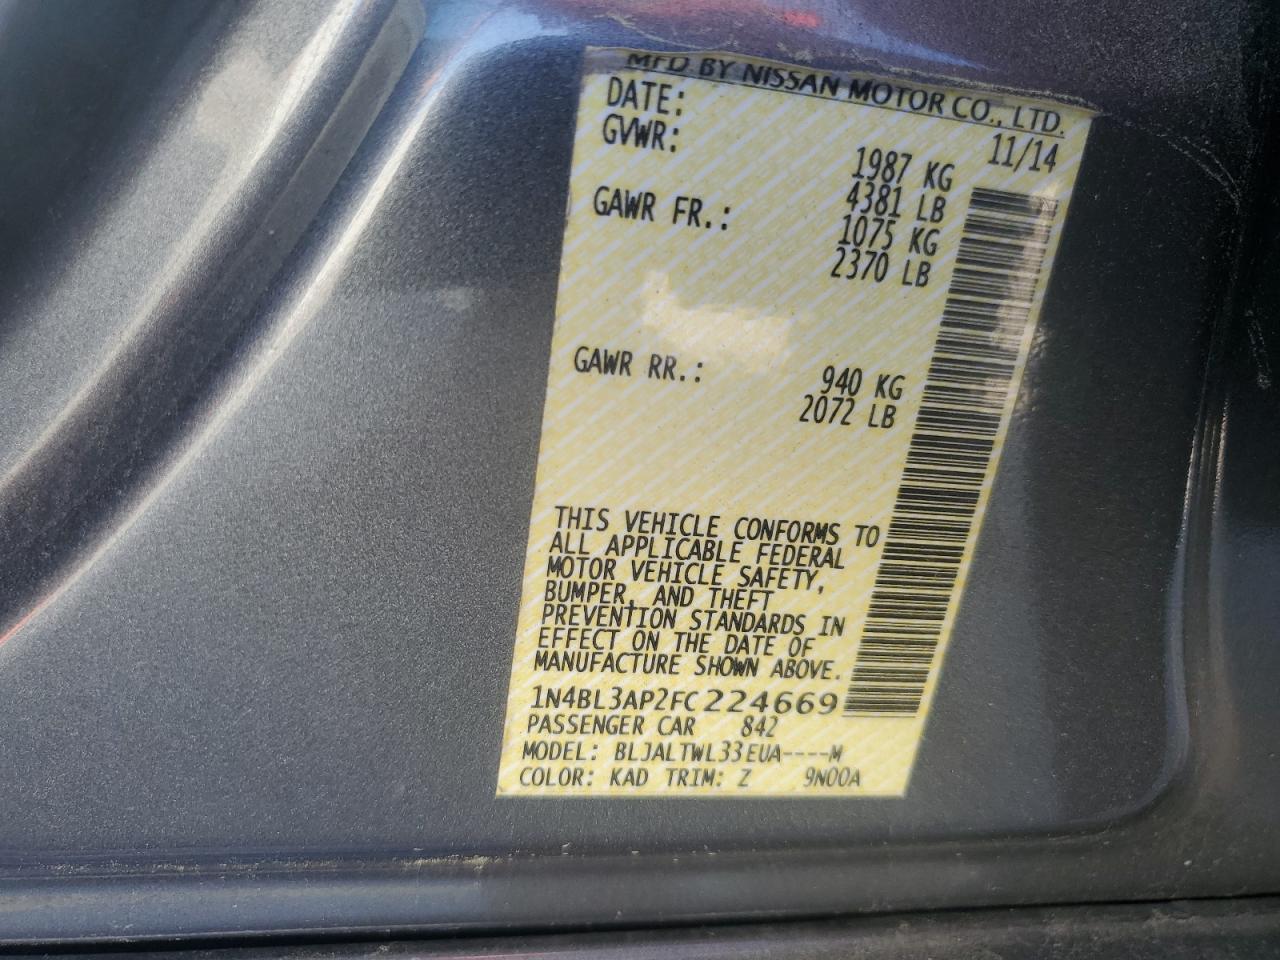 MFD BY NISSAN MOTOR CO., LTD.
DATE: 11/14
GVWR: 1987 KG
4381 LB
GAWR FR.: 1075 KG
2370 LB
GAWR RR.: 940 KG
2072 LB
THIS VEHICLE CONFORMS TO
ALL APPLICABLE FEDERAL
MOTOR VEHICLE SAFETY,
BUMPER, AND THEFT
PREVENTION STANDARDS IN
EFFECT ON THE DATE OF
MANUFACTURE SHOWN ABOVE.
1N4BL3AP2FC224669
PASSENGER CAR 842
MODEL: BLJALTWL33EUA----M
COLOR: KAD TRIM: Z 9N00A